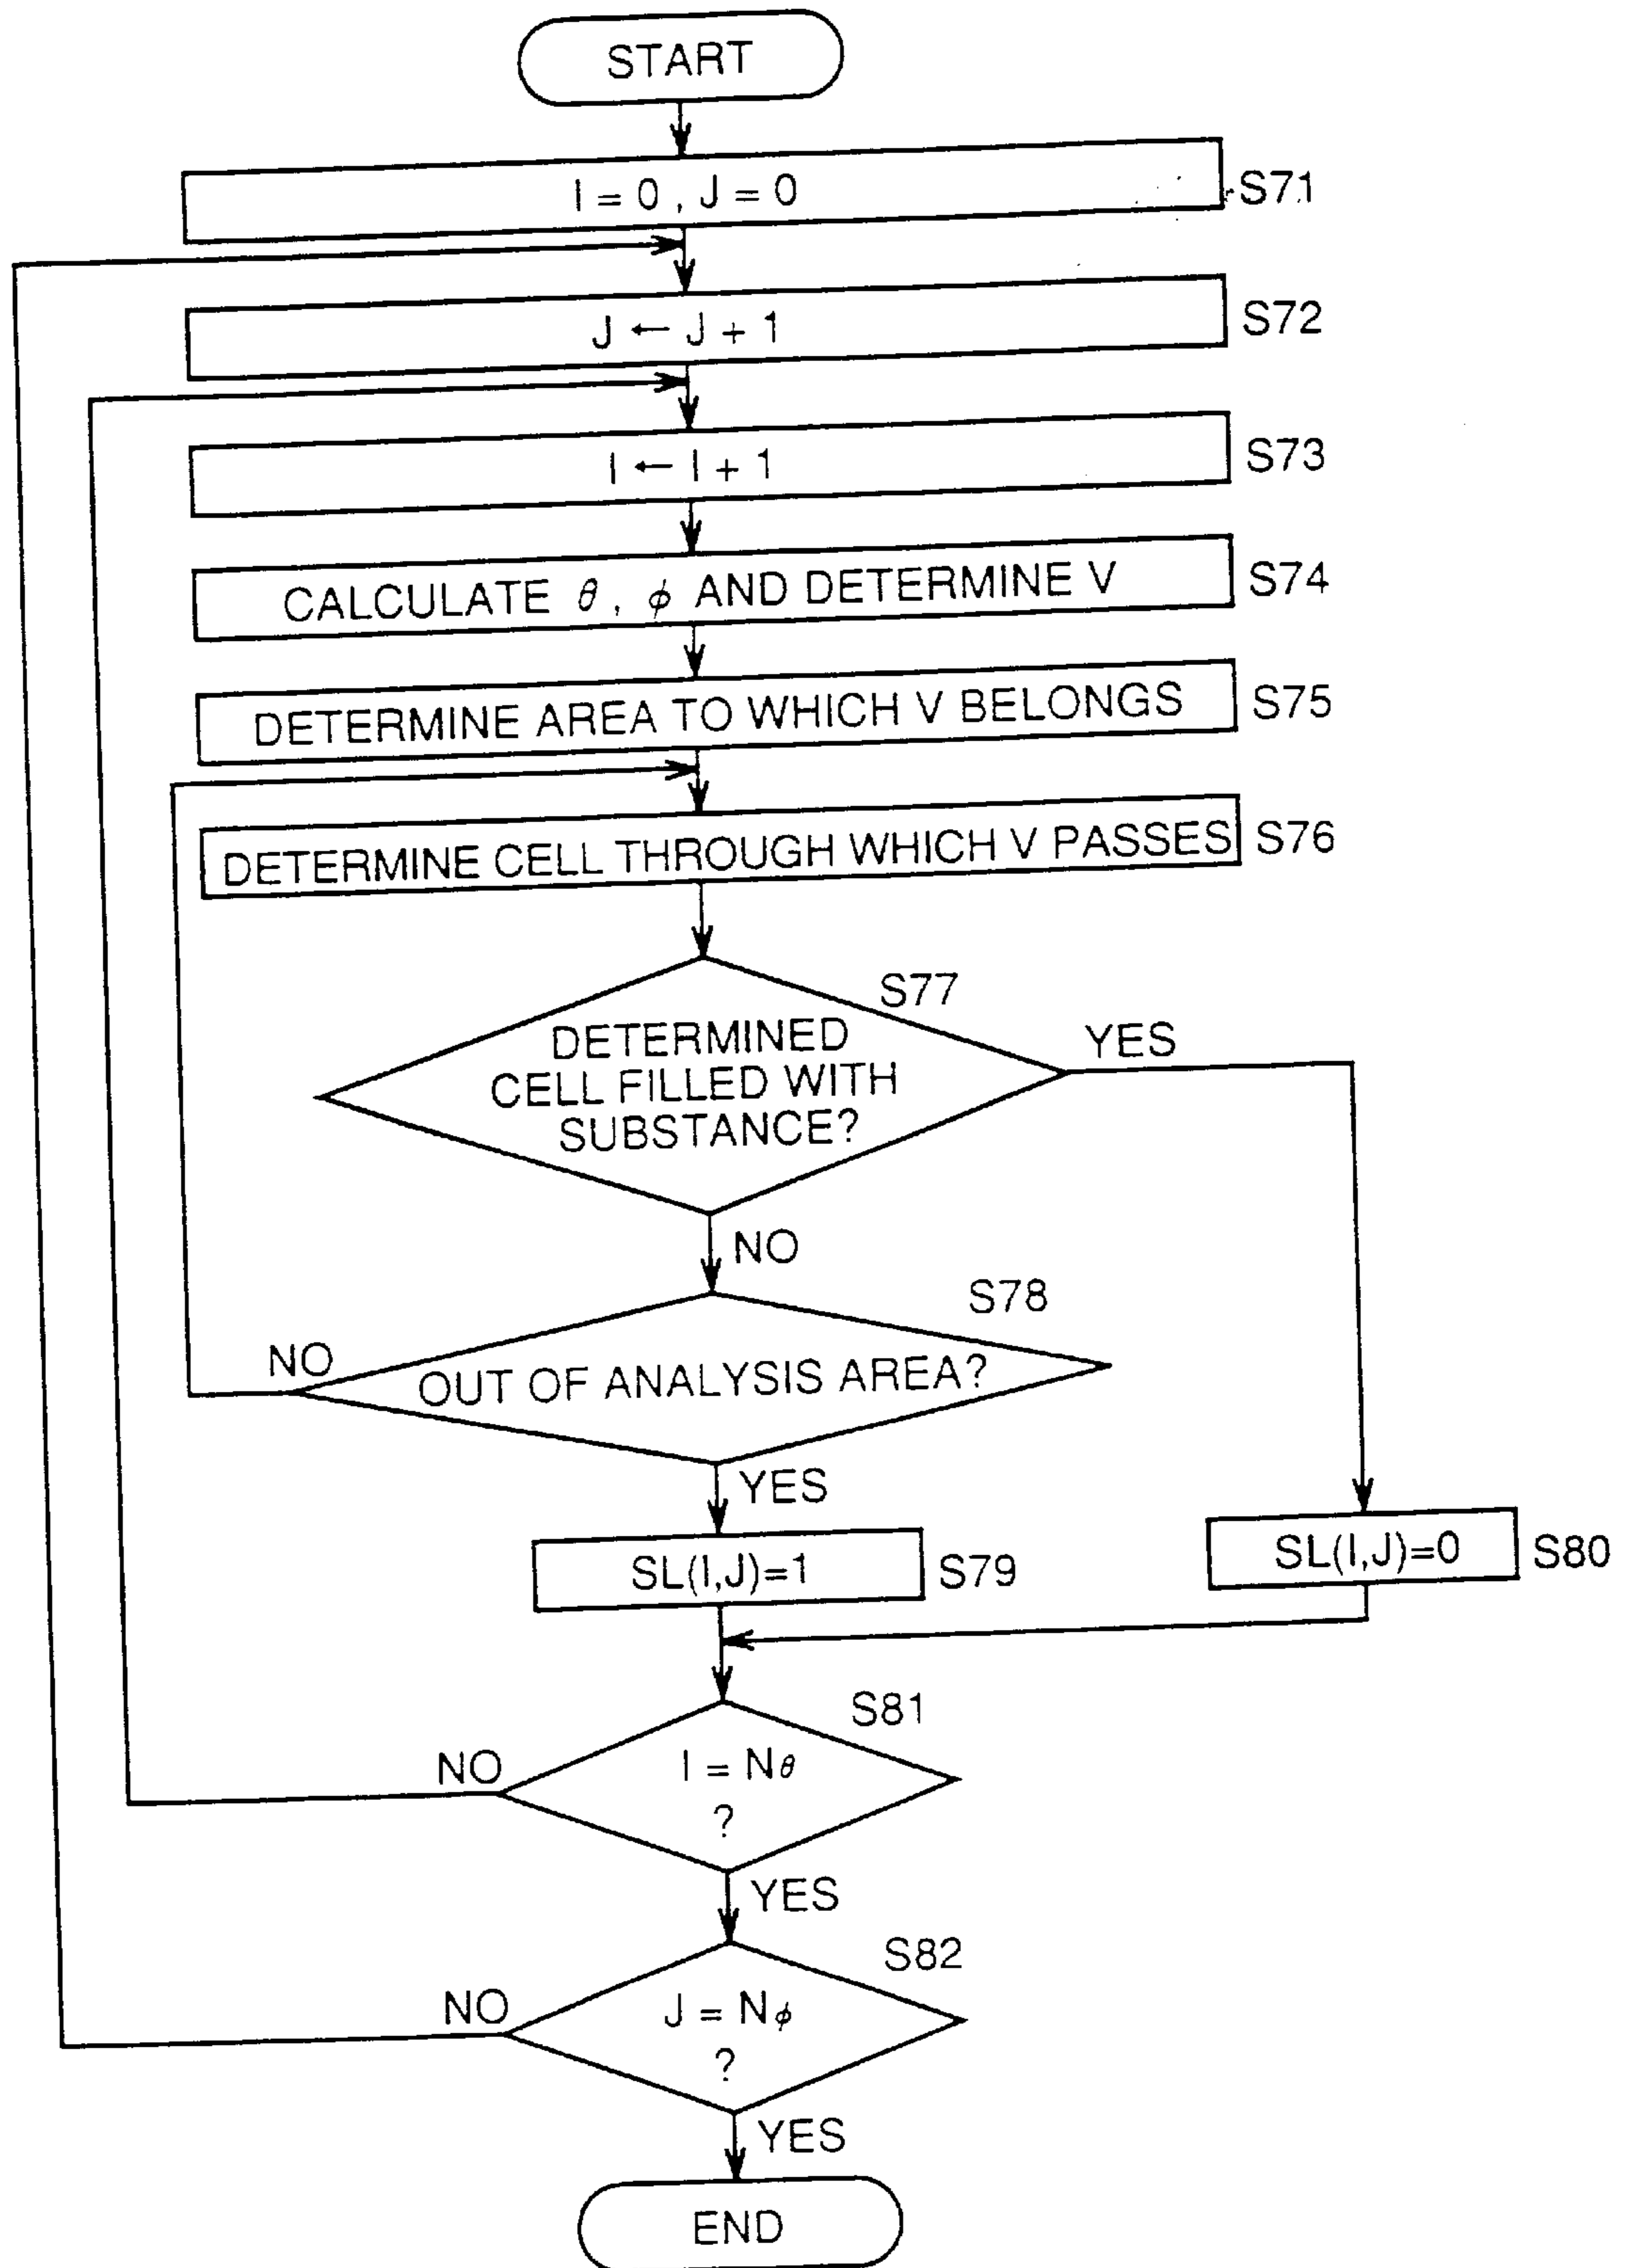 START
I = 0 , J = 0
S71
J ← J + 1
S72
I ← I + 1
S73
CALCULATE θ , φ AND DETERMINE V
S74
DETERMINE AREA TO WHICH V BELONGS
S75
DETERMINE CELL THROUGH WHICH V PASSES
S76
S77
DETERMINED
CELL FILLED WITH
SUBSTANCE?
YES
NO
S78
NO
OUT OF ANALYSIS AREA?
YES
SL(I,J)=1
S79
SL(I,J)=0
S80
S81
NO
I = Nθ
?
YES
S82
NO
J = Nφ
?
YES
END